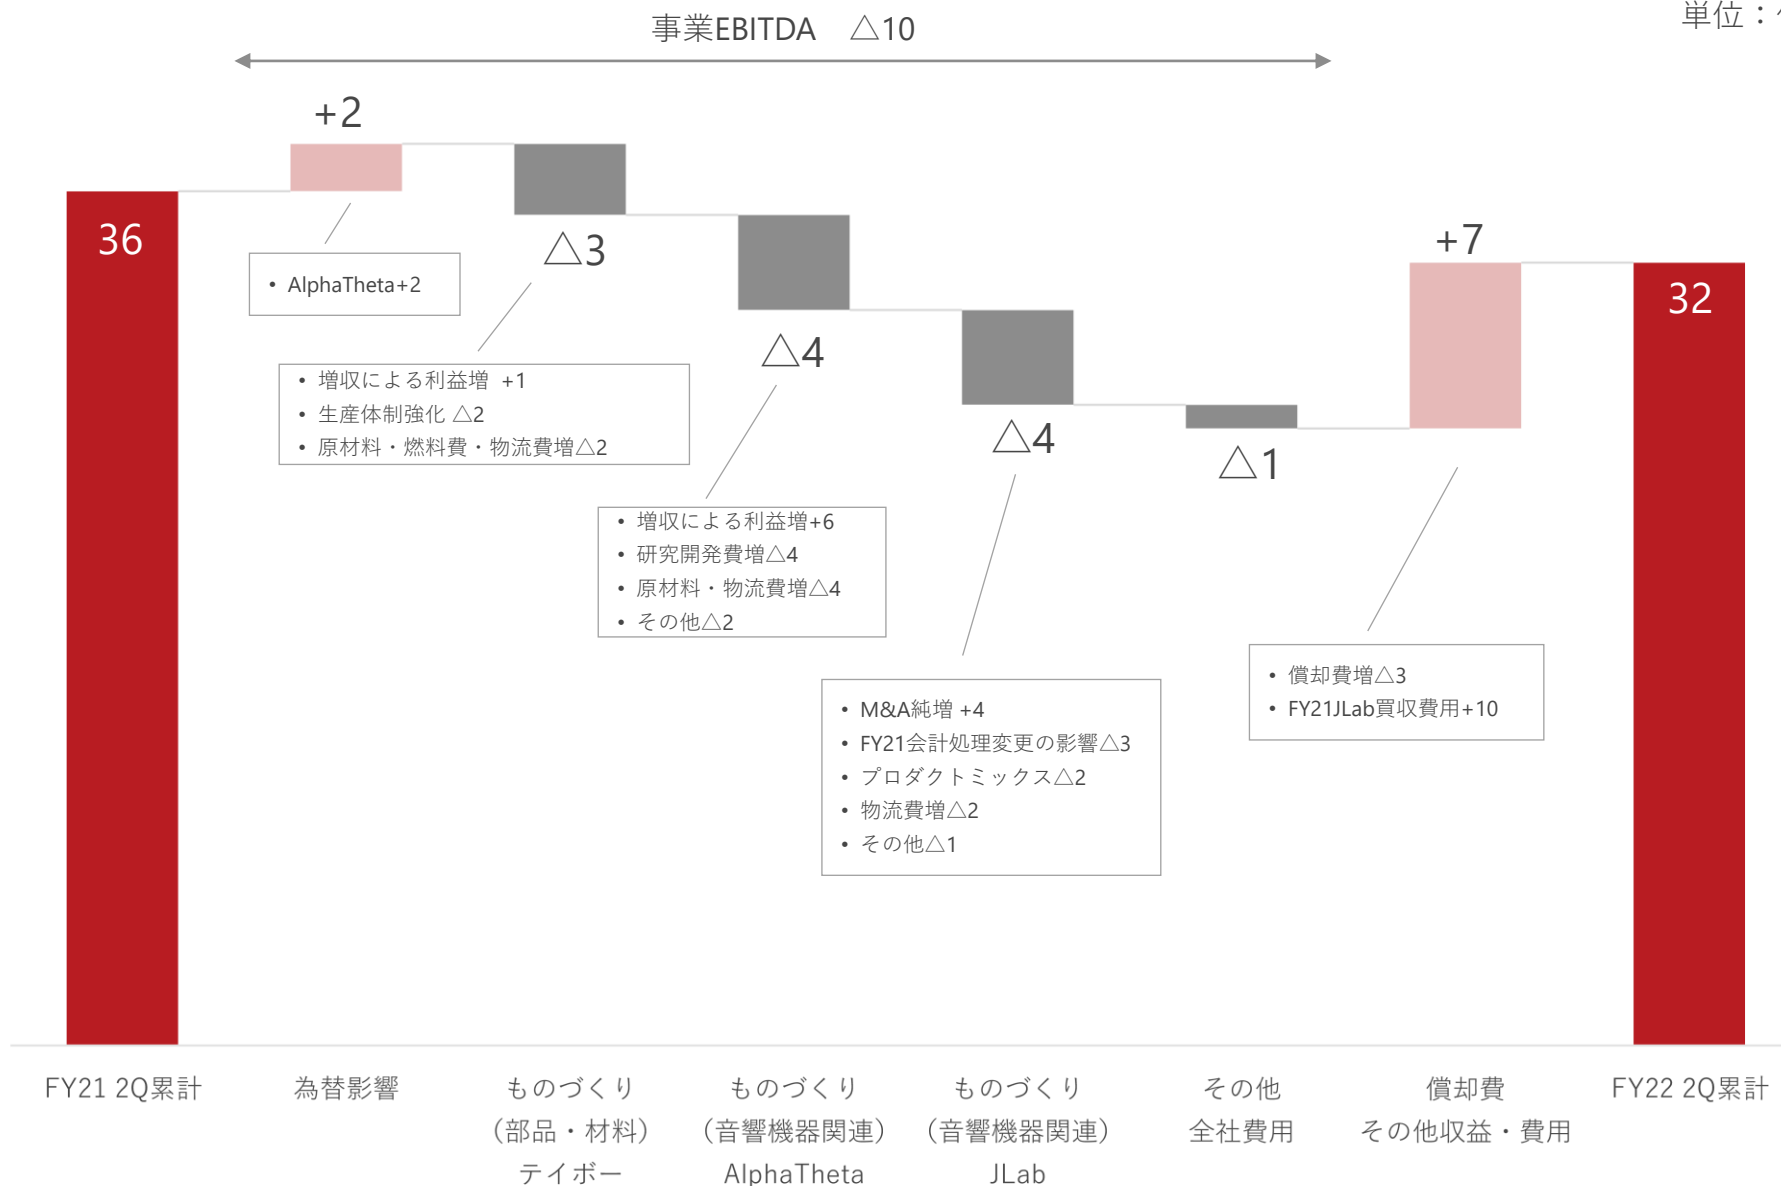 事業EBITDA △10
単位：
+2
36
△3
• AlphaTheta+2
△4
• 増収による利益増 +1
• 生産体制強化 △2
• 原材料・燃料費・物流費増△2
△4
△1
+7
32
• 増収による利益増+6
• 研究開発費増△4
• 原材料・物流費増△4
• その他△2
• M&A純増 +4
• FY21会計処理変更の影響△3
• プロダクトミックス△2
• 物流費増△2
• その他△1
• 償却費増△3
• FY21JLab買収費用+10
FY21 2Q累計
為替影響
ものづくり
（部品・材料）
テイボー
ものづくり
（音響機器関連）
AlphaTheta
ものづくり
（音響機器関連）
JLab
その他
全社費用
償却費
その他収益・費用
FY22 2Q累計